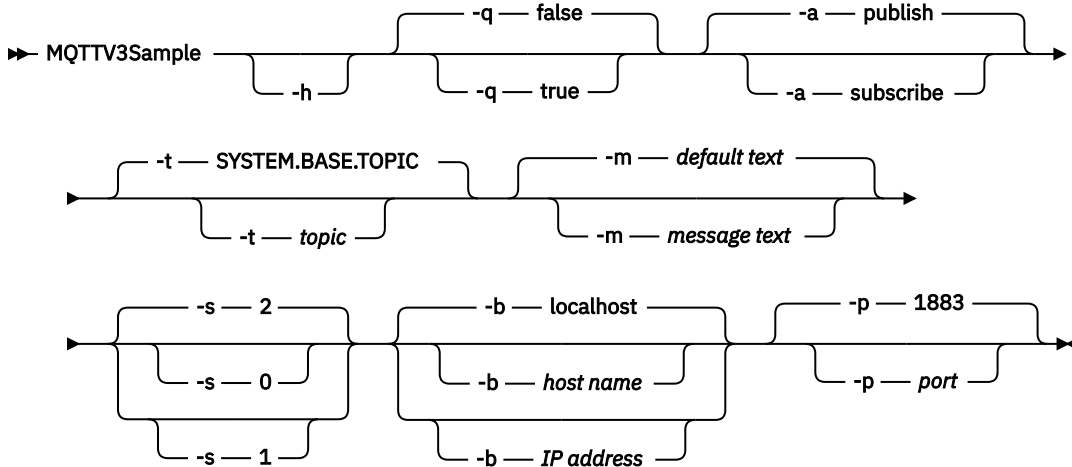 -q false -a publish
MQTTV3Sample
-h -q true -a subscribe
-t SYSTEM.BASE.TOPIC -m default text
-t topic -m message text
-s 2 -b localhost -p 1883
-s 0 -b host name -p port
-s 1 -b IP address